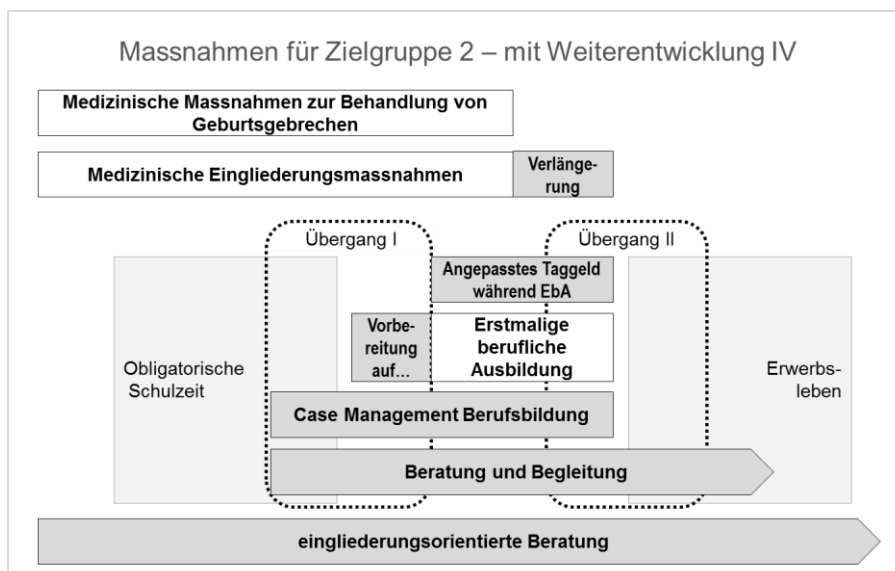 Massnahmen für Zielgruppe 2 – mit Weiterentwicklung IV
Medizinische Massnahmen zur Behandlung von
Geburtsgebrechen
Medizinische Eingliederungsmassnahmen
Verlänge-
rung
Übergang I
Übergang II
Angepasstes Taggeld
während EbA
Vorbe-
reitung
auf...
Erstmalige
berufliche
Ausbildung
Obligatorische
Schulzeit
Erwerbs-
leben
Case Management Berufsbildung
Beratung und Begleitung
eingliederungsorientierte Beratung